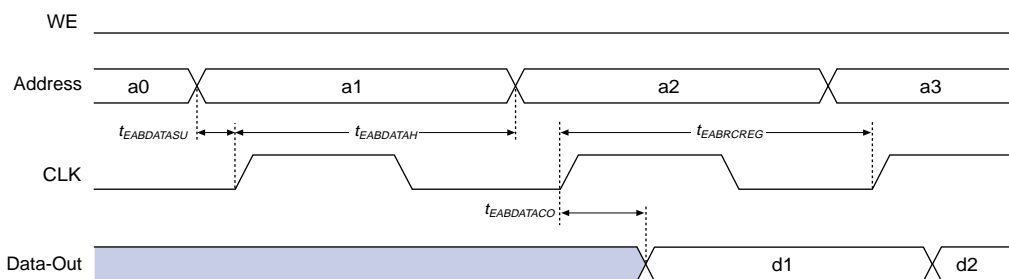 WE
Address a0 a1 a2 a3
tEABDATASU tEABDATAH tEABRCREG
CLK
tEABDATACO
Data-Out d1 d2